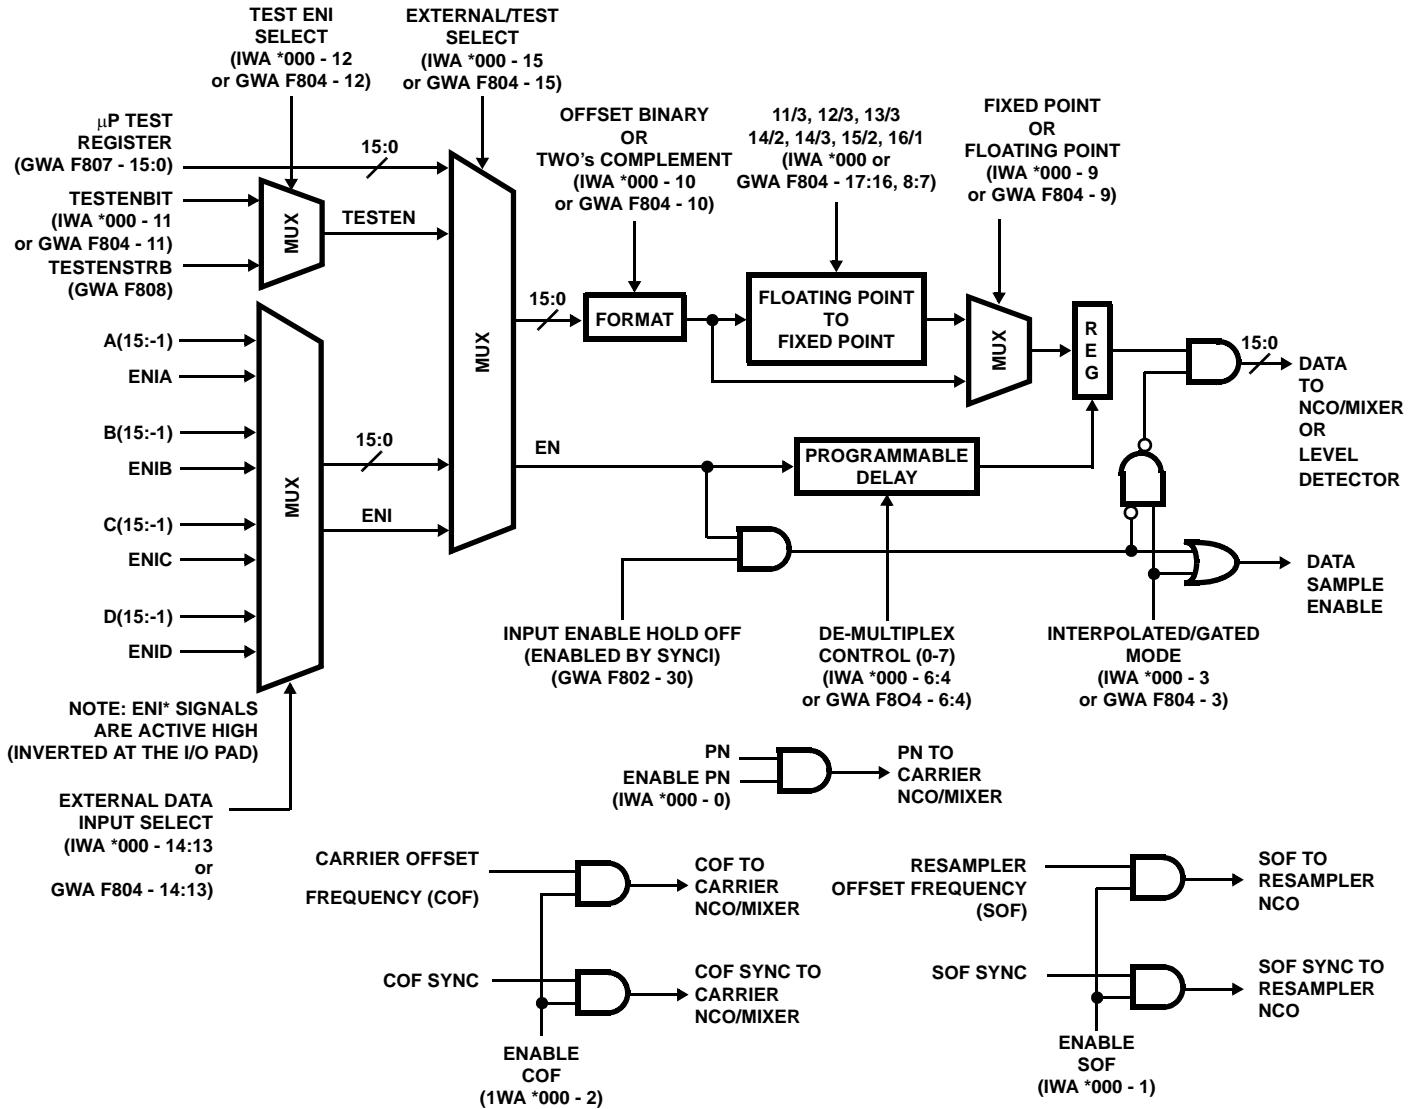 TEST ENI
SELECT
(IWA *000 - 12
or GWA F804 - 12)
EXTERNAL/TEST
SELECT
(IWA *000 - 15
or GWA F804 - 15)
µP TEST
REGISTER
(GWA F807 - 15:0)
15:0
OFFSET BINARY
OR
TWO's COMPLEMENT
(IWA *000 - 10
or GWA F804 - 10)
11/3, 12/3, 13/3
14/2, 14/3, 15/2, 16/1
(IWA *000 or
GWA F804 - 17:16, 8:7)
FIXED POINT
OR
FLOATING POINT
(IWA *000 - 9
or GWA F804 - 9)
TESTENBIT
(IWA *000 - 11
or GWA F804 - 11)
TESTENSTRB
(GWA F808)
MUX
TESTEN
A(15:-1)
ENIA
B(15:-1)
ENIB
C(15:-1)
ENIC
D(15:-1)
ENID
MUX
15:0
ENI
MUX
15:0
FORMAT
FLOATING POINT
TO
FIXED POINT
MUX
R
E
G
15:0
DATA
TO
NCO/MIXER
OR
LEVEL
DETECTOR
EN
PROGRAMMABLE
DELAY
DATA
SAMPLE
ENABLE
INPUT ENABLE HOLD OFF
(ENABLED BY SYNCI)
(GWA F802 - 30)
DE-MULTIPLEX
CONTROL (0-7)
(IWA *000 - 6:4
or GWA F8O4 - 6:4)
INTERPOLATED/GATED
MODE
(IWA *000 - 3
or GWA F804 - 3)
NOTE: ENI* SIGNALS
ARE ACTIVE HIGH
(INVERTED AT THE I/O PAD)
EXTERNAL DATA
INPUT SELECT
(IWA *000 - 14:13
or
GWA F804 - 14:13)
PN
ENABLE PN
(IWA *000 - 0)
PN TO
CARRIER
NCO/MIXER
CARRIER OFFSET
FREQUENCY (COF)
COF TO
CARRIER
NCO/MIXER
COF SYNC
COF SYNC TO
CARRIER
NCO/MIXER
ENABLE
COF
(1WA *000 - 2)
RESAMPLER
OFFSET FREQUENCY
(SOF)
SOF TO
RESAMPLER
NCO
SOF SYNC
SOF SYNC TO
RESAMPLER
NCO
ENABLE
SOF
(IWA *000 - 1)